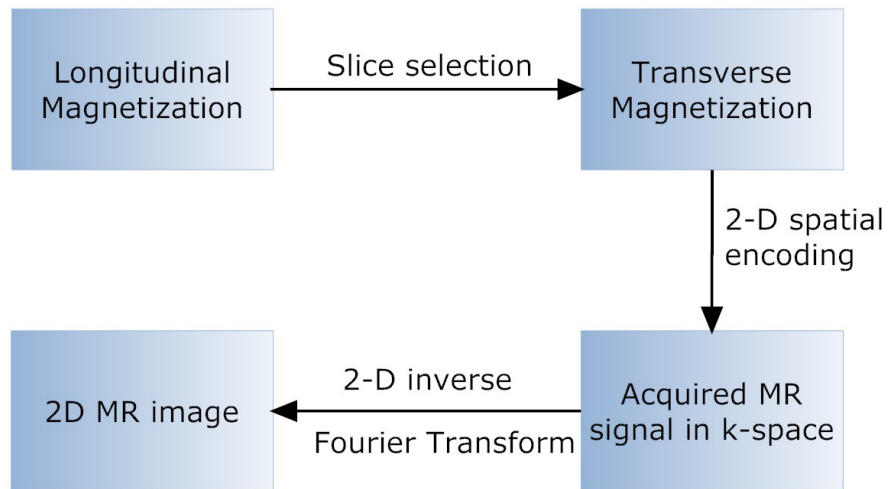 Longitudinal
Magnetization
Slice selection
Transverse
Magnetization
2-D spatial
encoding
Acquired MR
signal in k-space
2-D inverse
Fourier Transform
2D MR image